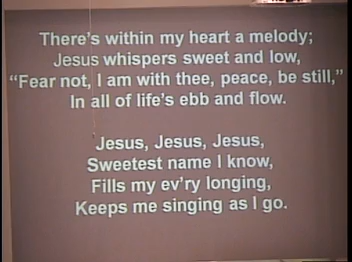 There's within my heart a melody;
Jesus whispers sweet and low,
"Fear not, I am with thee, peace, be still,"
In all of life's ebb and flow.
Jesus, Jesus, Jesus,
Sweetest name I know,
Fills my ev'ry longing,
Keeps me singing as I go.